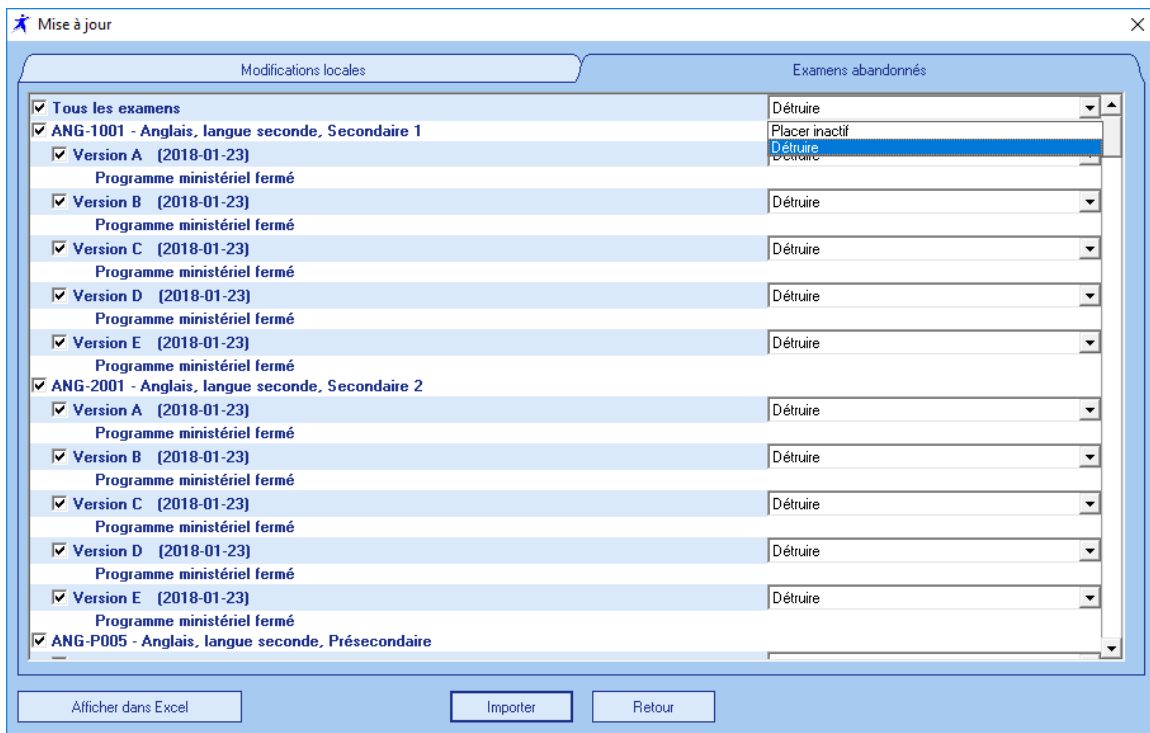 Mise à jour
Modifications locales
Examens abandonnés
Tous les examens
Détruire
ANG-1001 - Anglais, langue seconde, Secondaire 1
Placer inactif
Détruire
Version A (2018-01-23)
Détruire
Programme ministériel fermé
Version B (2018-01-23)
Détruire
Programme ministériel fermé
Version C (2018-01-23)
Détruire
Programme ministériel fermé
Version D (2018-01-23)
Détruire
Programme ministériel fermé
Version E (2018-01-23)
Détruire
Programme ministériel fermé
ANG-2001 - Anglais, langue seconde, Secondaire 2
Version A (2018-01-23)
Détruire
Programme ministériel fermé
Version B (2018-01-23)
Détruire
Programme ministériel fermé
Version C (2018-01-23)
Détruire
Programme ministériel fermé
Version D (2018-01-23)
Détruire
Programme ministériel fermé
Version E (2018-01-23)
Détruire
Programme ministériel fermé
ANG-P005 - Anglais, langue seconde, Présecondaire
Afficher dans Excel
Importer
Retour